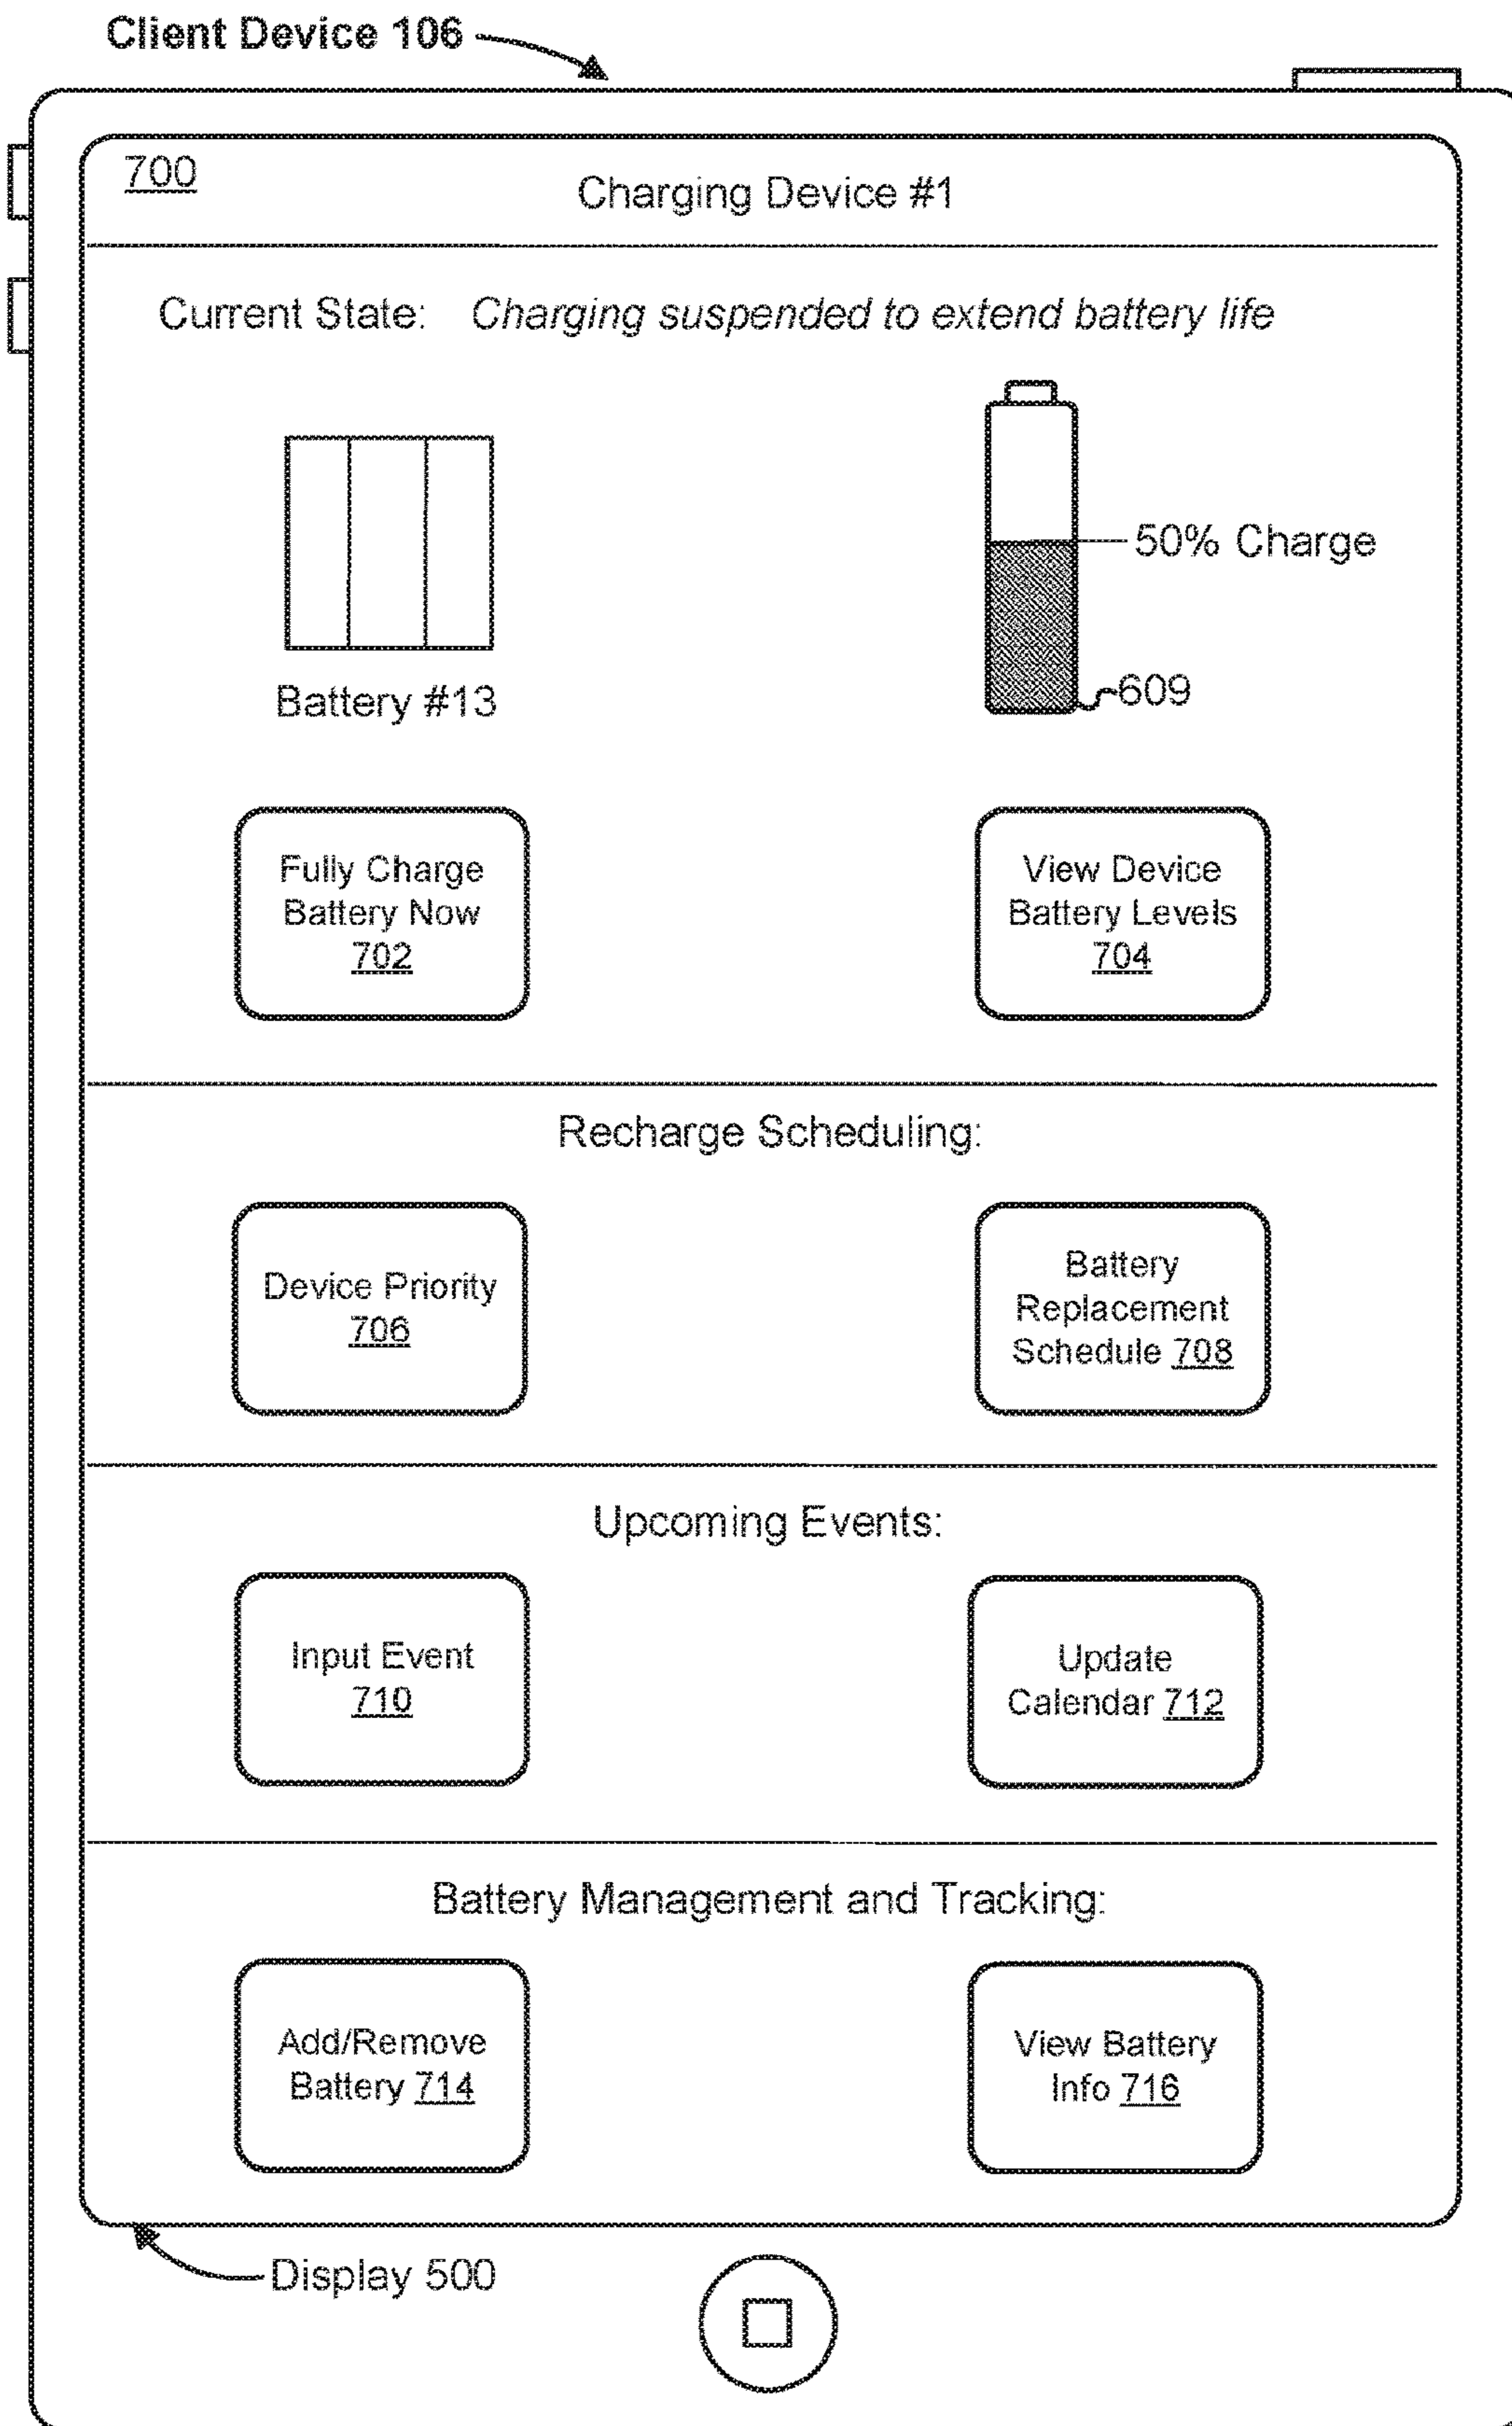 Client Device 106
700
Charging Device #1
Current State: Charging suspended to extend battery life
50% Charge
609
Battery #13
Fully Charge
Battery Now
702
View Device
Battery Levels
704
Recharge Scheduling:
Device Priority
706
Battery
Replacement
Schedule 708
Upcoming Events:
Input Event
710
Update
Calendar 712
Battery Management and Tracking:
Add/Remove
Battery 714
View Battery
Info 716
Display 500